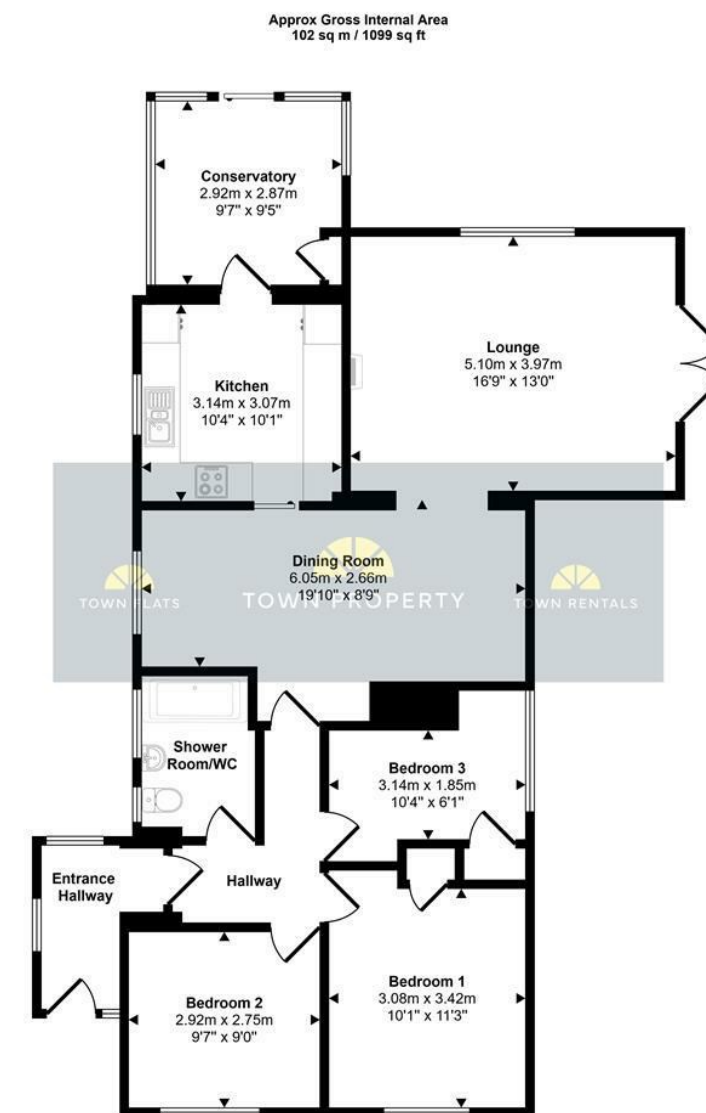 Approx Gross Internal Area
102 sq m / 1099 sq ft
Conservatory
2.92m x 2.87m
9'7" x 9'5"
Lounge
5.10m x 3.97m
16'9" x 13'0"
Kitchen
3.14m x 3.07m
10'4" x 10'1"
Dining Room
6.05m x 2.66m
19'10" x 8'9"
TOWN FLATS
TOWN PROPERTY
TOWN RENTALS
Shower
Room/WC
Bedroom 3
3.14m x 1.85m
10'4" x 6'1"
Entrance
Hallway
Hallway
Bedroom 2
2.92m x 2.75m
9'7" x 9'0"
Bedroom 1
3.08m x 3.42m
10'1" x 11'3"